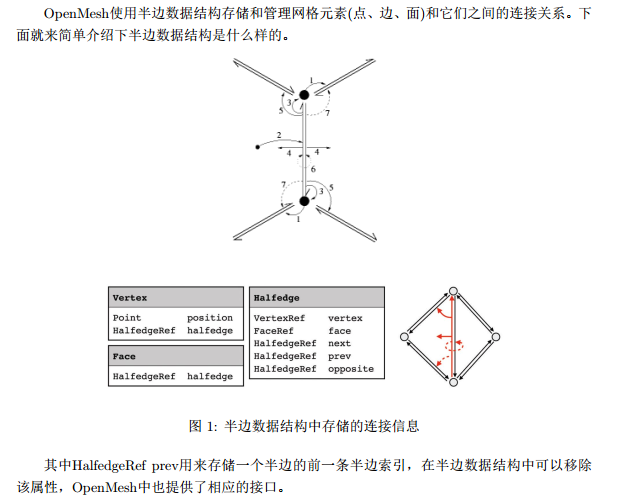 OpenMesh使用半边数据结构存储和管理网格元素(点、边、面)和它们之间的连接关系。下
面就来简单介绍下半边数据结构是什么样的。
1
3
5
7
2
4
4
6
7
3
5
1
Vertex
Point position
HalfedgeRef halfedge
Face
HalfedgeRef halfedge
Halfedge
VertexRef vertex
FaceRef face
HalfedgeRef next
HalfedgeRef prev
HalfedgeRef opposite
图 1: 半边数据结构中存储的连接信息
其中HalfedgeRef prev用来存储一个半边的前一条半边索引，在半边数据结构中可以移除
该属性，OpenMesh中也提供了相应的接口。